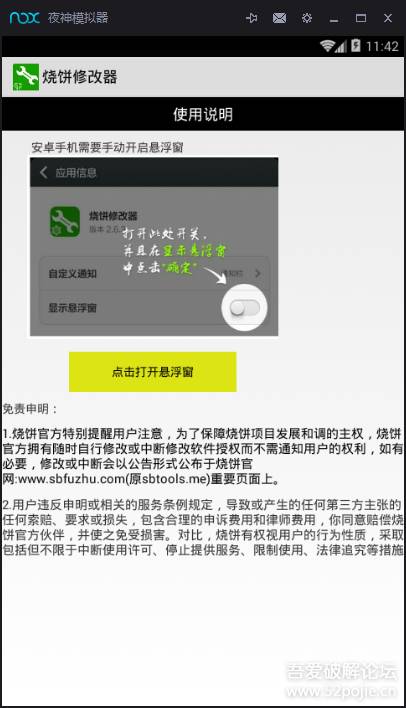 nox 夜神模拟器
11:42
烧饼修改器
使用说明
安卓手机需要手动开启悬浮窗
应用信息
烧饼修改器
版本 2.6.
打开此处开关，
并且在显示悬浮窗
中点击"确定"
自定义通知
显示悬浮窗
点击打开悬浮窗
免责申明：
1.烧饼官方特别提醒用户注意，为了保障烧饼项目发展和调的主权，烧饼
官方拥有随时自行修改或中断修改软件授权而不需通知用户的权利，如有
必要，修改或中断会以公告形式公布于烧饼官
网:www.sbfuzhu.com(原sbtools.me)重要页面上。
2.用户违反申明或相关的服务条例规定，导致或产生的任何第三方主张的
任何索赔、要求或损失，包含合理的申诉费用和律师费用，你同意赔偿烧
饼官方伙伴，并使之免受损害。对比，烧饼有权视用户的行为性质，采取
包括但不限于中断使用许可、停止提供服务、限制使用、法律追究等措施
吾爱破解论坛
www.52pojie.cn